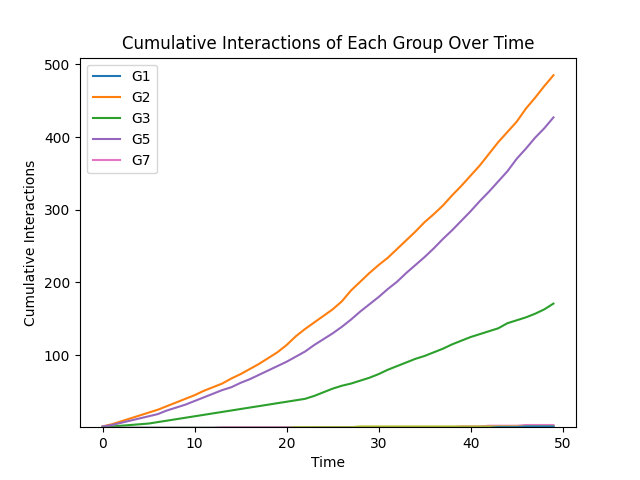 Cumulative Interactions of Each Group Over Time
500
400
300
200
100
Cumulative Interactions
G1
G2
G3
G5
G7
0 10 20 30 40 50
Time